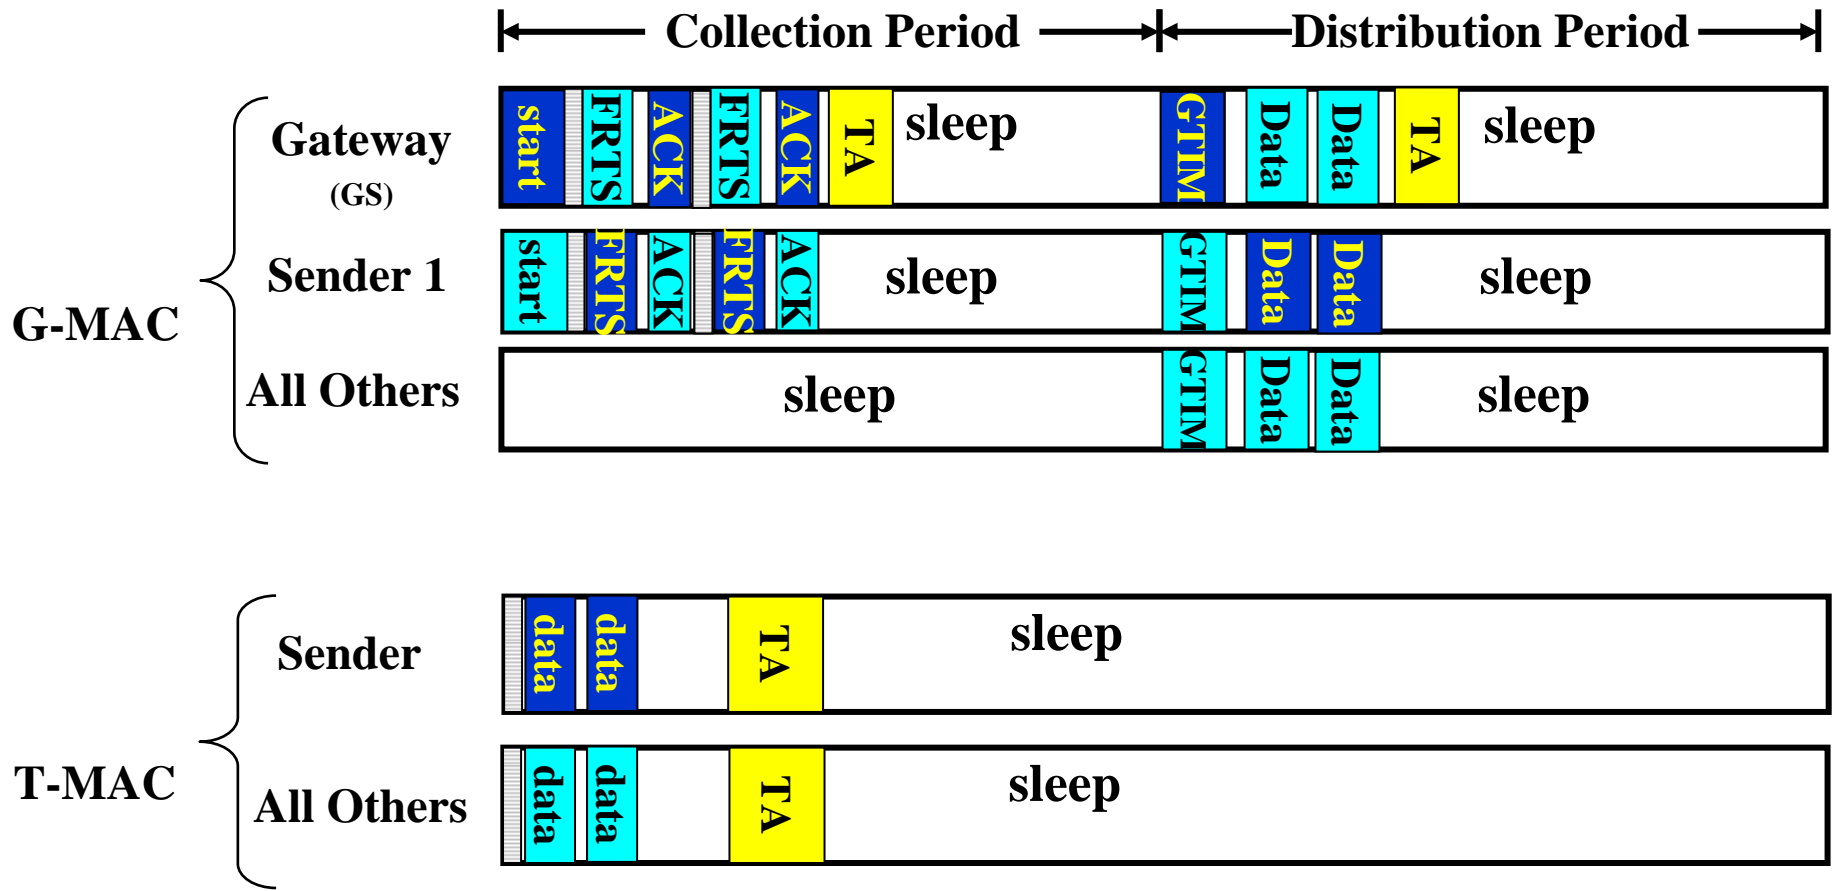 Collection Period Distribution Period
G-MAC
Gateway
(GS)
start FRTS ACK FRTS ACK TA sleep GTIM Data Data TA sleep
Sender 1
start FRTS ACK FRTS ACK sleep GTIM Data Data sleep
All Others
sleep GTIM Data Data sleep
T-MAC
Sender
data data TA sleep
All Others
data data TA sleep